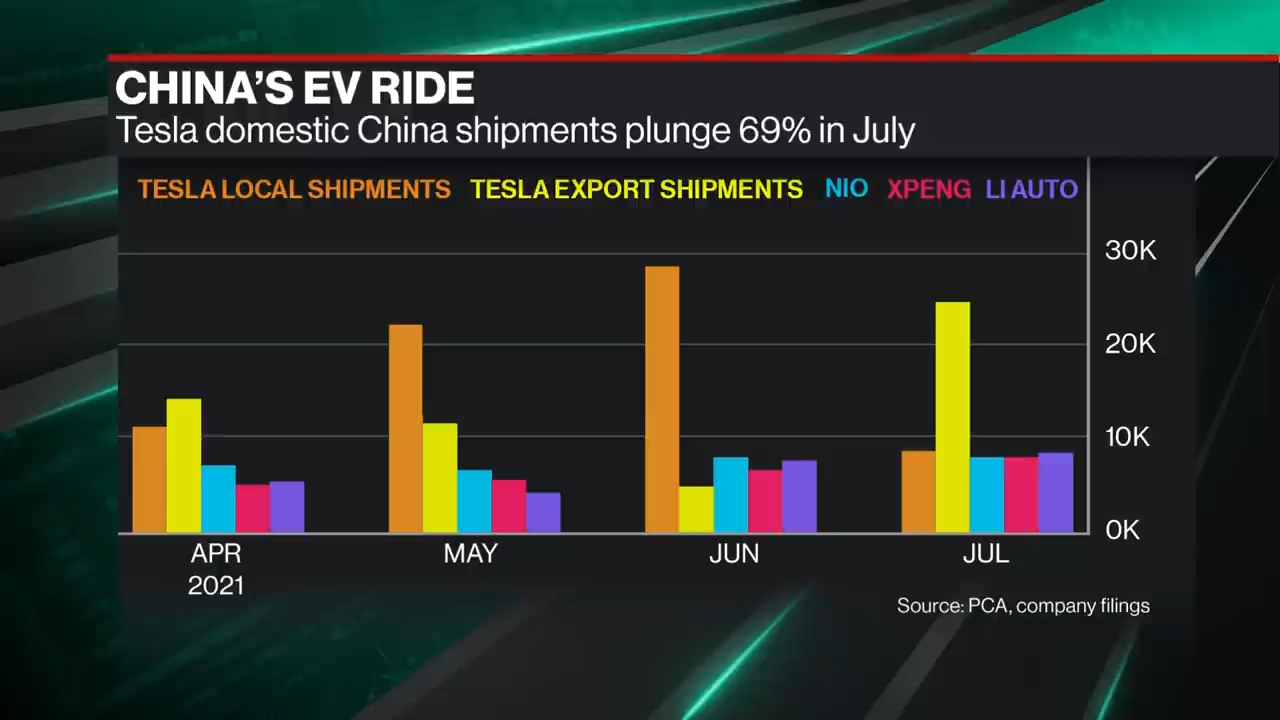 CHINA'S EV RIDE
Tesla domestic China shipments plunge 69% in July
TESLA LOCAL SHIPMENTS TESLA EXPORT SHIPMENTS NIO XPENG LI AUTO
30K
20K
10K
0K
APR MAY JUN JUL
2021
Source: PCA, company filings